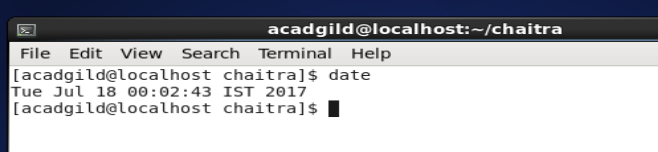 acadgild@localhost:~/chaitra
File Edit View Search Terminal Help
[acadgild@localhost chaitra]$ date
Tue Jul 18 00:02:43 IST 2017
[acadgild@localhost chaitra]$